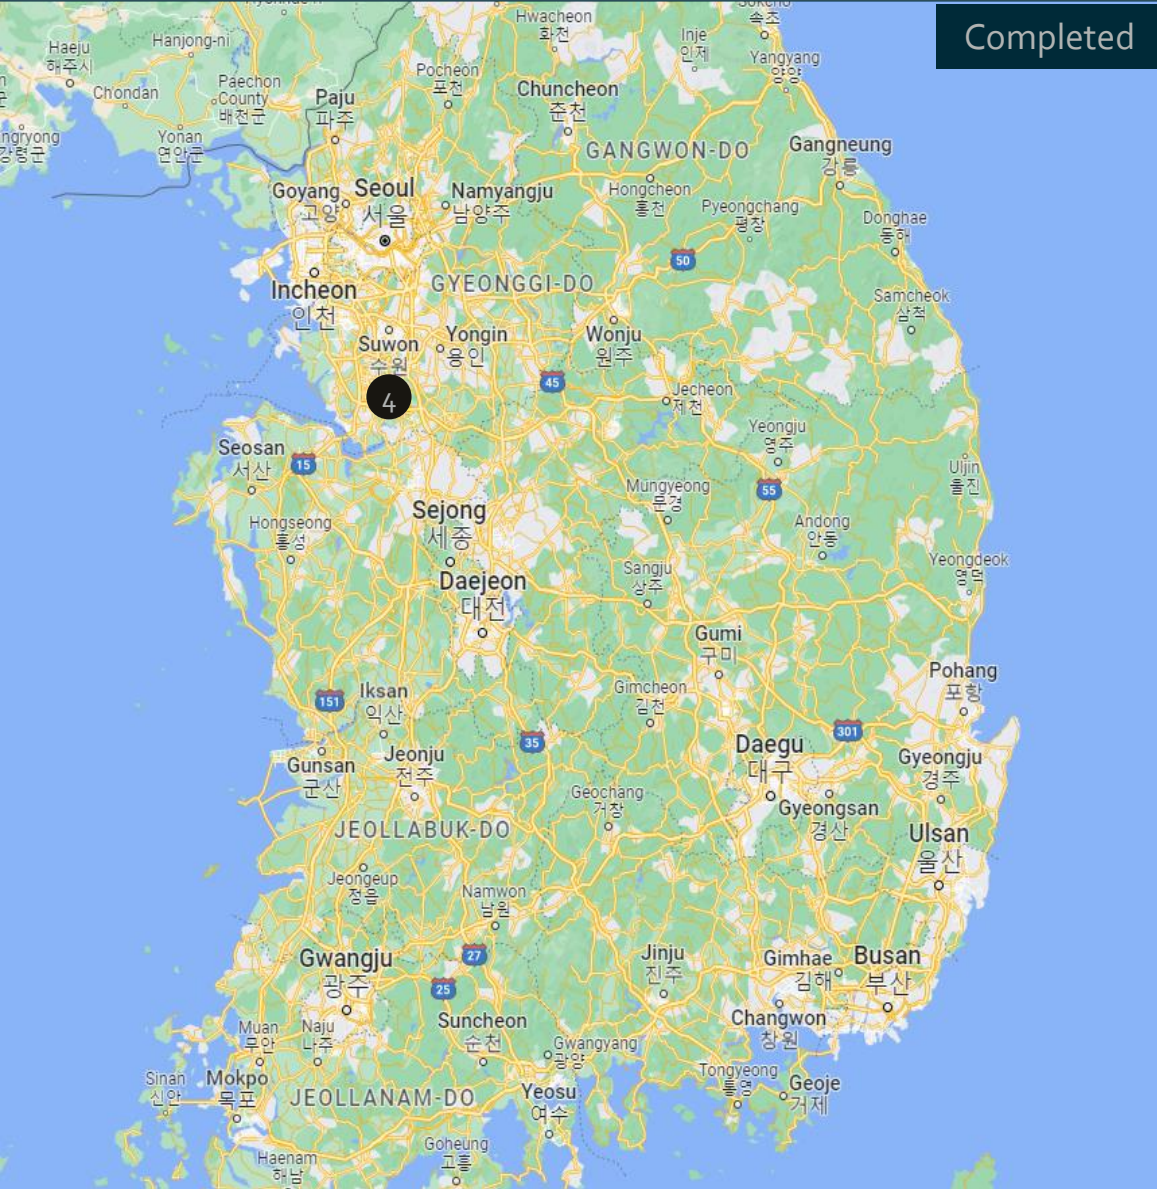 속초
Completed
Hwacheon
화천
Inje
인제
Haeju
해주시
Hanjong-ni
Yangyang
양양
Pocheon
포천
Chuncheon
춘천
Chondan
Paechon
County
배천군
Paju
파주
ngryong
강령군
Yonan
연안군
GANGWON-DO
Gangneung
강릉
Goyang
고양
Seoul
서울
Namyangju
남양주
Hongcheon
홍천
Pyeongchang
평창
Donghae
동해
50
GYEONGGI-DO
Incheon
인천
Samcheok
삼척
Suwon
수원
Yongin
용인
Wonju
원주
4
45
Jecheon
제천
Yeongju
영주
Seosan
서산
15
Uljin
울진
Mungyeong
문경
55
Sejong
세종
Hongseong
홍성
Andong
안동
Yeongdeok
영덕
Sangju
상주
Daejeon
대전
Gumi
구미
Pohang
포항
Gimcheon
김천
151
Iksan
익산
35
301
Gunsan
군산
Jeonju
전주
Daegu
대구
Gyeongju
경주
Geochang
거창
Gyeongsan
경산
JEOLLABUK-DO
Ulsan
울산
Jeongeup
정읍
Namwon
남원
Gwangju
광주
27
25
Jinju
진주
Gimhae
김해
Busan
부산
Changwon
창원
Suncheon
순천
Muan
무안
Naju
나주
Gwangyang
광양
Sinan
신안
Mokpo
목포
JEOLLANAM-DO
Yeosu
여수
Tongyeong
통영
Geoje
거제
Goheung
고흥
Haenam
해남